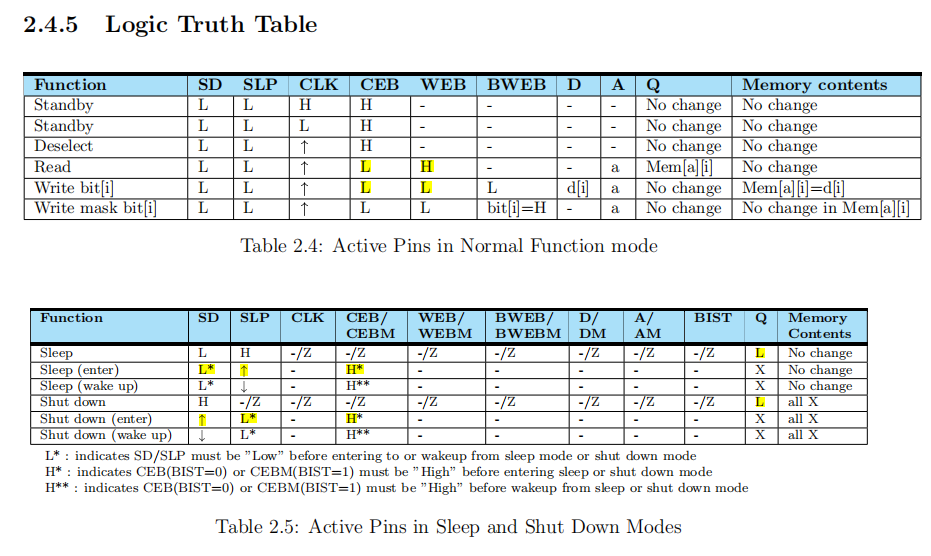 2.4.5 Logic Truth Table
Function SD SLP CLK CEB WEB BWEB D A Q Memory contents
Standby L L H H - - - - No change No change
Standby L L L H - - - - No change No change
Deselect L L ↑ H - - - - No change No change
Read L L ↑ L H - - a Mem[a][i] No change
Write bit[i] L L ↑ L L L d[i] a No change Mem[a][i]=d[i]
Write mask bit[i] L L ↑ L L bit[i]=H - a No change No change in Mem[a][i]
Table 2.4: Active Pins in Normal Function mode
Function SD SLP CLK CEB/ WEB/ BWEB/ D/ A/ BIST Q Memory
CEBM WEBM BWEBM DM AM Contents
Sleep L H -/Z -/Z -/Z -/Z -/Z -/Z -/Z L No change
Sleep (enter) L* ↑ - H* - - - - - X No change
Sleep (wake up) L* ↓ - H** - - - - - X No change
Shut down H -/Z -/Z -/Z -/Z -/Z -/Z -/Z -/Z L all X
Shut down (enter) ↑ L* - H* - - - - - X all X
Shut down (wake up) ↓ L* - H** - - - - - X all X
L* : indicates SD/SLP must be "Low" before entering to or wakeup from sleep mode or shut down mode
H* : indicates CEB(BIST=0) or CEBM(BIST=1) must be "High" before entering sleep or shut down mode
H** : indicates CEB(BIST=0) or CEBM(BIST=1) must be "High" before wakeup from sleep or shut down mode
Table 2.5: Active Pins in Sleep and Shut Down Modes